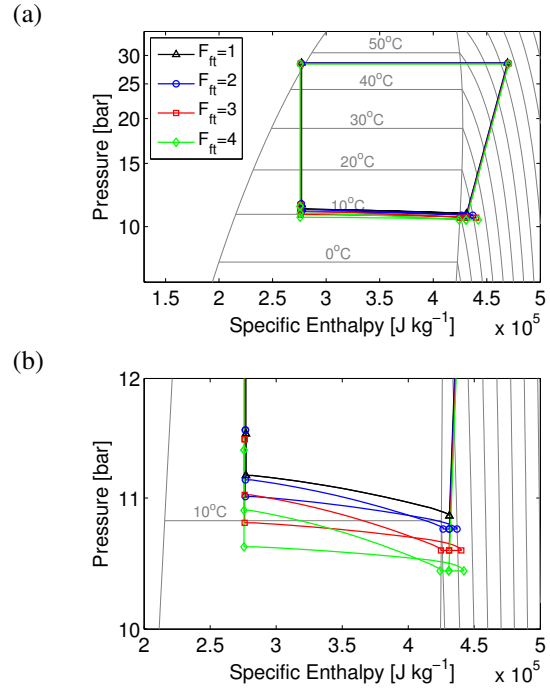 (a)
F_ft=1
F_ft=2
F_ft=3
F_ft=4
50°C
40°C
30°C
20°C
10°C
0°C
30
25
20
15
10
Pressure [bar]
1.5 2 2.5 3 3.5 4 4.5 5
Specific Enthalpy [J kg⁻¹]
x 10⁵
(b)
12
11
10
10°C
Pressure [bar]
2 2.5 3 3.5 4 4.5 5
Specific Enthalpy [J kg⁻¹]
x 10⁵